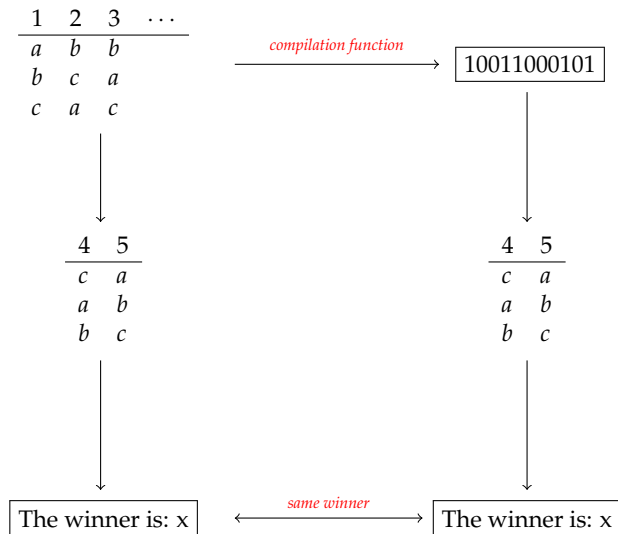 1 2 3 ···
a b b
compilation function
10011000101
b c a
c a c
4 5
4 5
c a
c a
a b
a b
b c
b c
same winner
The winner is: x
The winner is: x